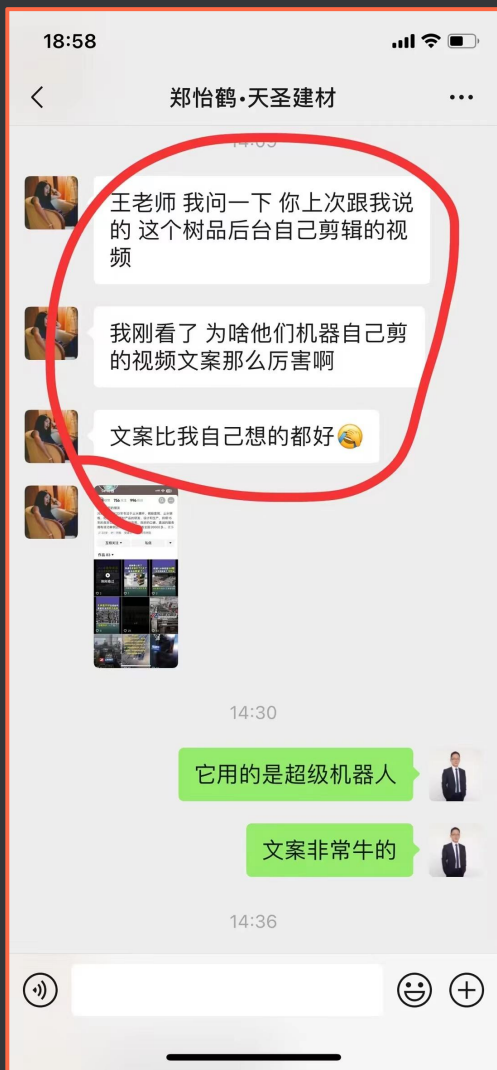 18:58
郑怡鹤·天圣建材
王老师 我问一下 你上次跟我说
的 这个树品后台自己剪辑的视
频
我刚看了 为啥他们机器自己剪
的视频文案那么厉害啊
文案比我自己想的都好😂
14:30
它用的是超级机器人
文案非常牛的
14:36